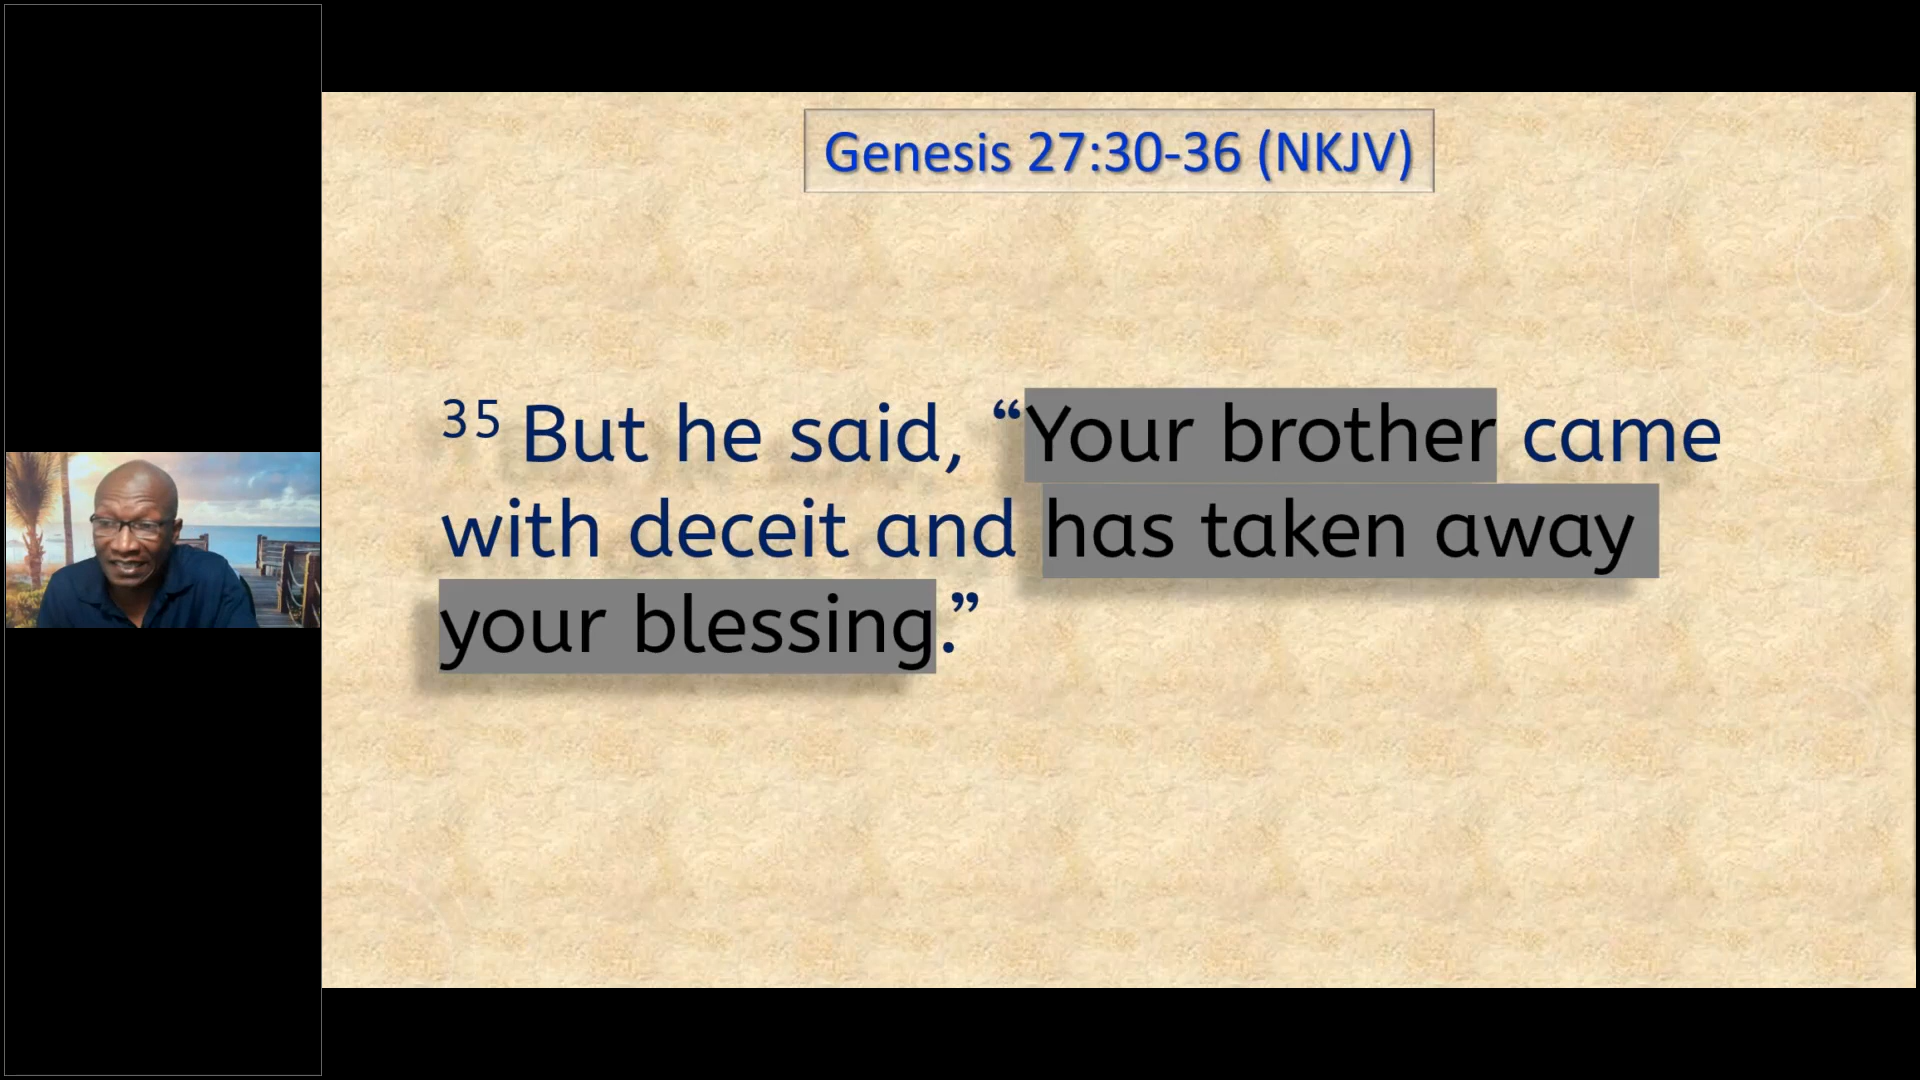 Genesis 27:30-36 (NKJV)
35 But he said, “Your brother came
with deceit and has taken away
your blessing.”